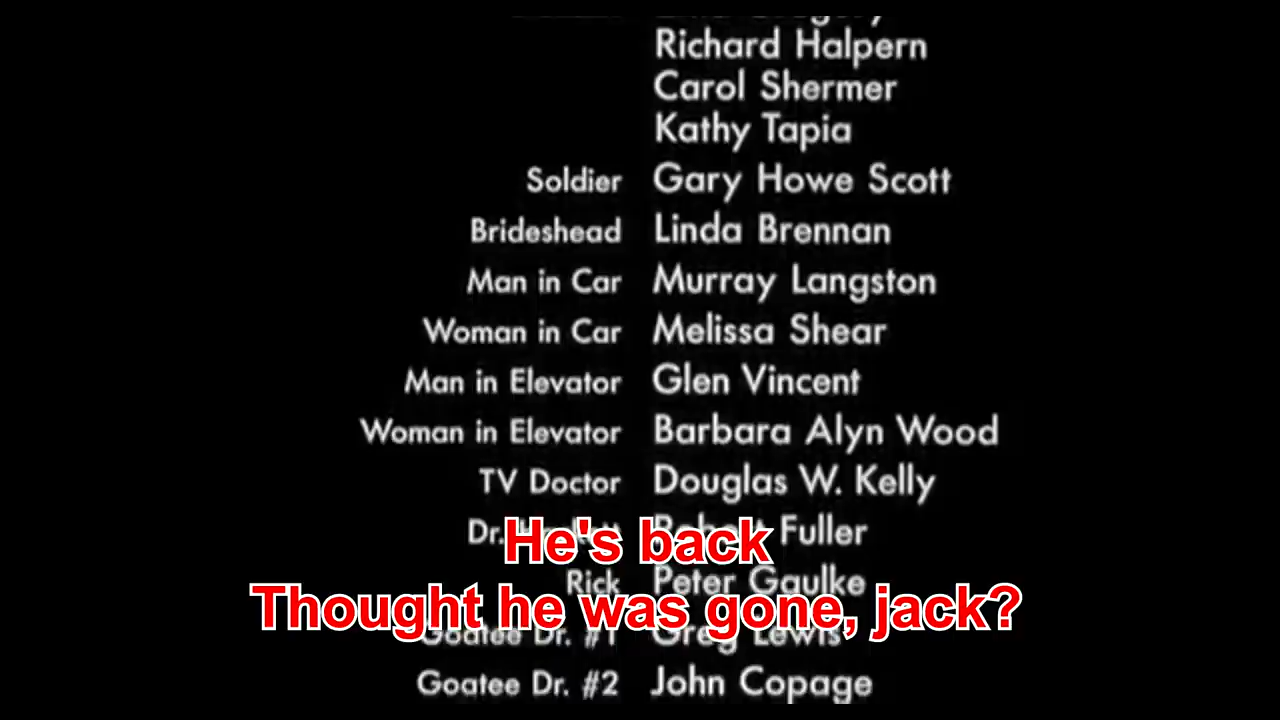 Richard Halpern
Carol Shermer
Kathy Tapia
Soldier Gary Howe Scott
Brideshead Linda Brennan
Man in Car Murray Langston
Woman in Car Melissa Shear
Man in Elevator Glen Vincent
Woman in Elevator Barbara Alyn Wood
TV Doctor Douglas W. Kelly
Dr. Robert Fuller
He's back
Rick Peter Gaulke
Thought he was gone, jack?
Goatee Dr. #1 Greg Lewis
Goatee Dr. #2 John Copage